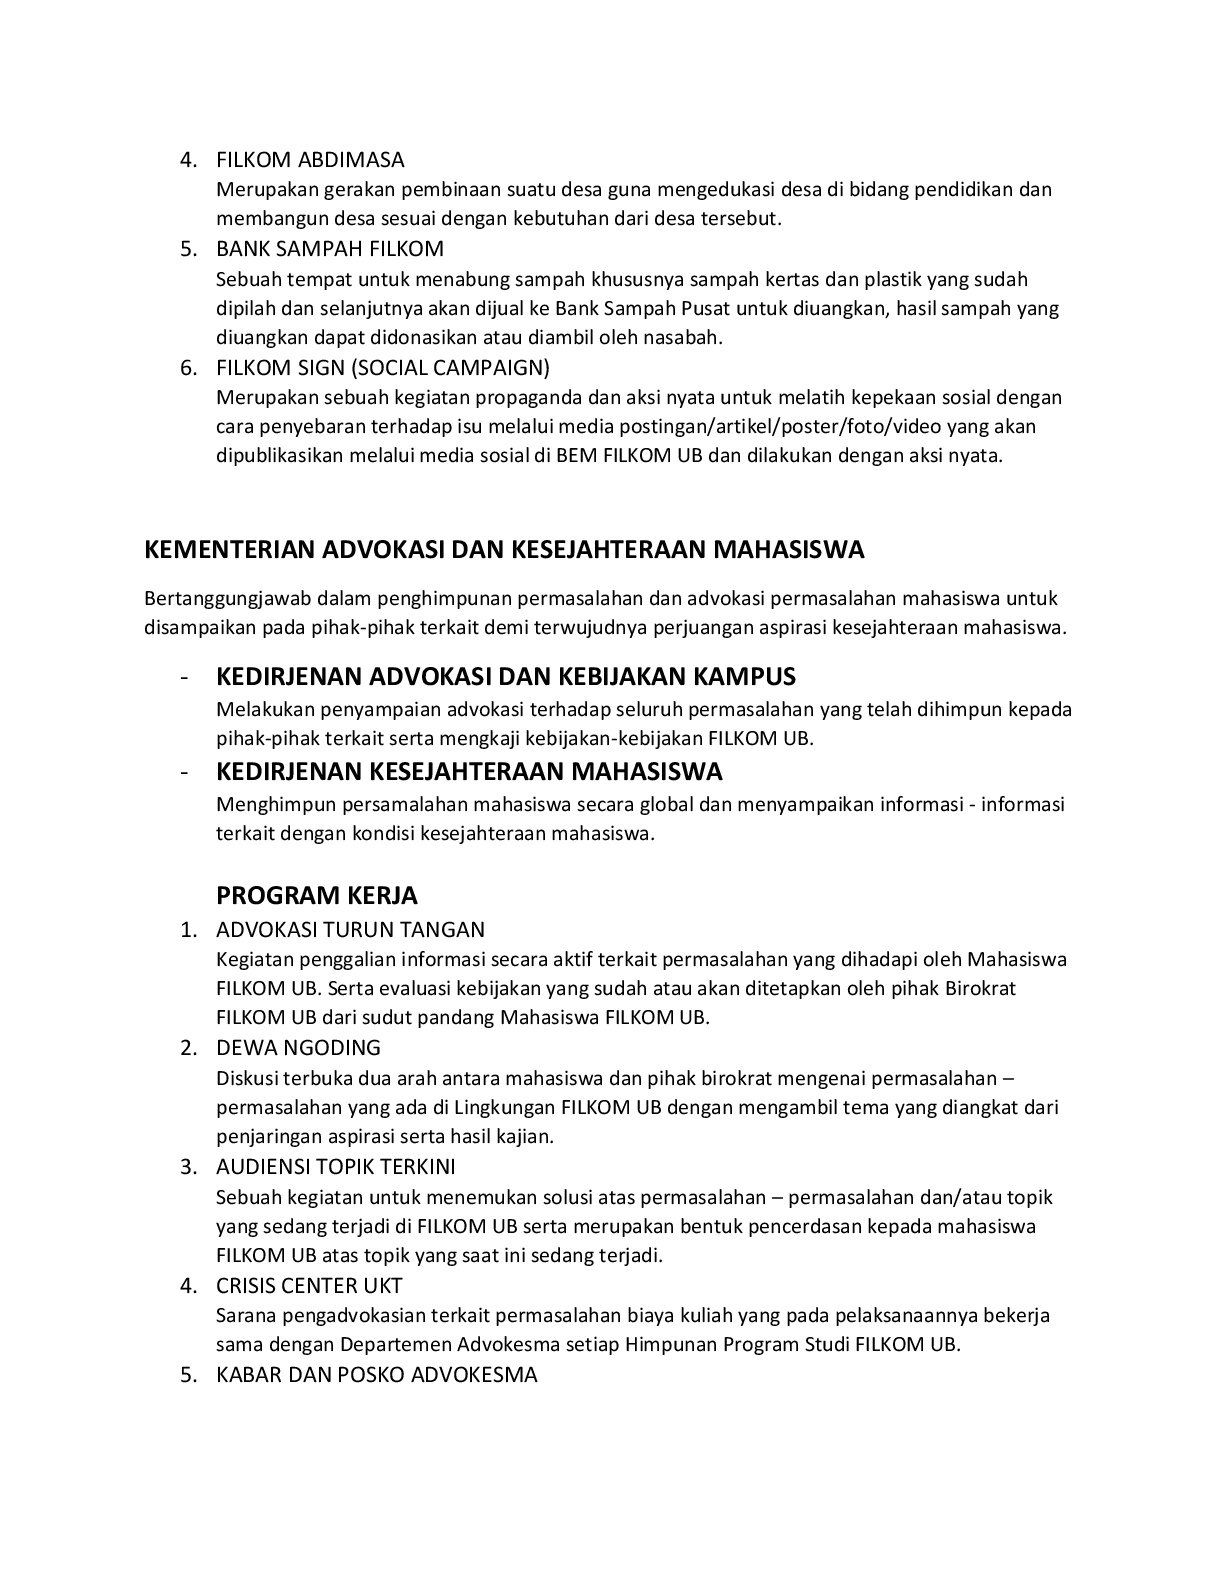 4. FILKOM ABDIMASA
Merupakan gerakan pembinaan suatu desa guna mengedukasi desa di bidang pendidikan dan
membangun desa sesuai dengan kebutuhan dari desa tersebut.
5. BANK SAMPAH FILKOM
Sebuah tempat untuk menabung sampah khususnya sampah kertas dan plastik yang sudah
dipilah dan selanjutnya akan dijual ke Bank Sampah Pusat untuk diuangkan, hasil sampah yang
diuangkan dapat didonasikan atau diambil oleh nasabah.
6. FILKOM SIGN (SOCIAL CAMPAIGN)
Merupakan sebuah kegiatan propaganda dan aksi nyata untuk melatih kepekaan sosial dengan
cara penyebaran terhadap isu melalui media postingan/artikel/poster/foto/video yang akan
dipublikasikan melalui media sosial di BEM FILKOM UB dan dilakukan dengan aksi nyata.
KEMENTERIAN ADVOKASI DAN KESEJAHTERAAN MAHASISWA
Bertanggungjawab dalam penghimpunan permasalahan dan advokasi permasalahan mahasiswa untuk
disampaikan pada pihak-pihak terkait demi terwujudnya perjuangan aspirasi kesejahteraan mahasiswa.
- KEDIRJENAN ADVOKASI DAN KEBIJAKAN KAMPUS
Melakukan penyampaian advokasi terhadap seluruh permasalahan yang telah dihimpun kepada
pihak-pihak terkait serta mengkaji kebijakan-kebijakan FILKOM UB.
- KEDIRJENAN KESEJAHTERAAN MAHASISWA
Menghimpun persamalahan mahasiswa secara global dan menyampaikan informasi - informasi
terkait dengan kondisi kesejahteraan mahasiswa.
PROGRAM KERJA
1. ADVOKASI TURUN TANGAN
Kegiatan penggalian informasi secara aktif terkait permasalahan yang dihadapi oleh Mahasiswa
FILKOM UB. Serta evaluasi kebijakan yang sudah atau akan ditetapkan oleh pihak Birokrat
FILKOM UB dari sudut pandang Mahasiswa FILKOM UB.
2. DEWA NGODING
Diskusi terbuka dua arah antara mahasiswa dan pihak birokrat mengenai permasalahan –
permasalahan yang ada di Lingkungan FILKOM UB dengan mengambil tema yang diangkat dari
penjaringan aspirasi serta hasil kajian.
3. AUDIENSI TOPIK TERKINI
Sebuah kegiatan untuk menemukan solusi atas permasalahan – permasalahan dan/atau topik
yang sedang terjadi di FILKOM UB serta merupakan bentuk pencerdasan kepada mahasiswa
FILKOM UB atas topik yang saat ini sedang terjadi.
4. CRISIS CENTER UKT
Sarana pengadvokasian terkait permasalahan biaya kuliah yang pada pelaksanaannya bekerja
sama dengan Departemen Advokesma setiap Himpunan Program Studi FILKOM UB.
5. KABAR DAN POSKO ADVOKESMA